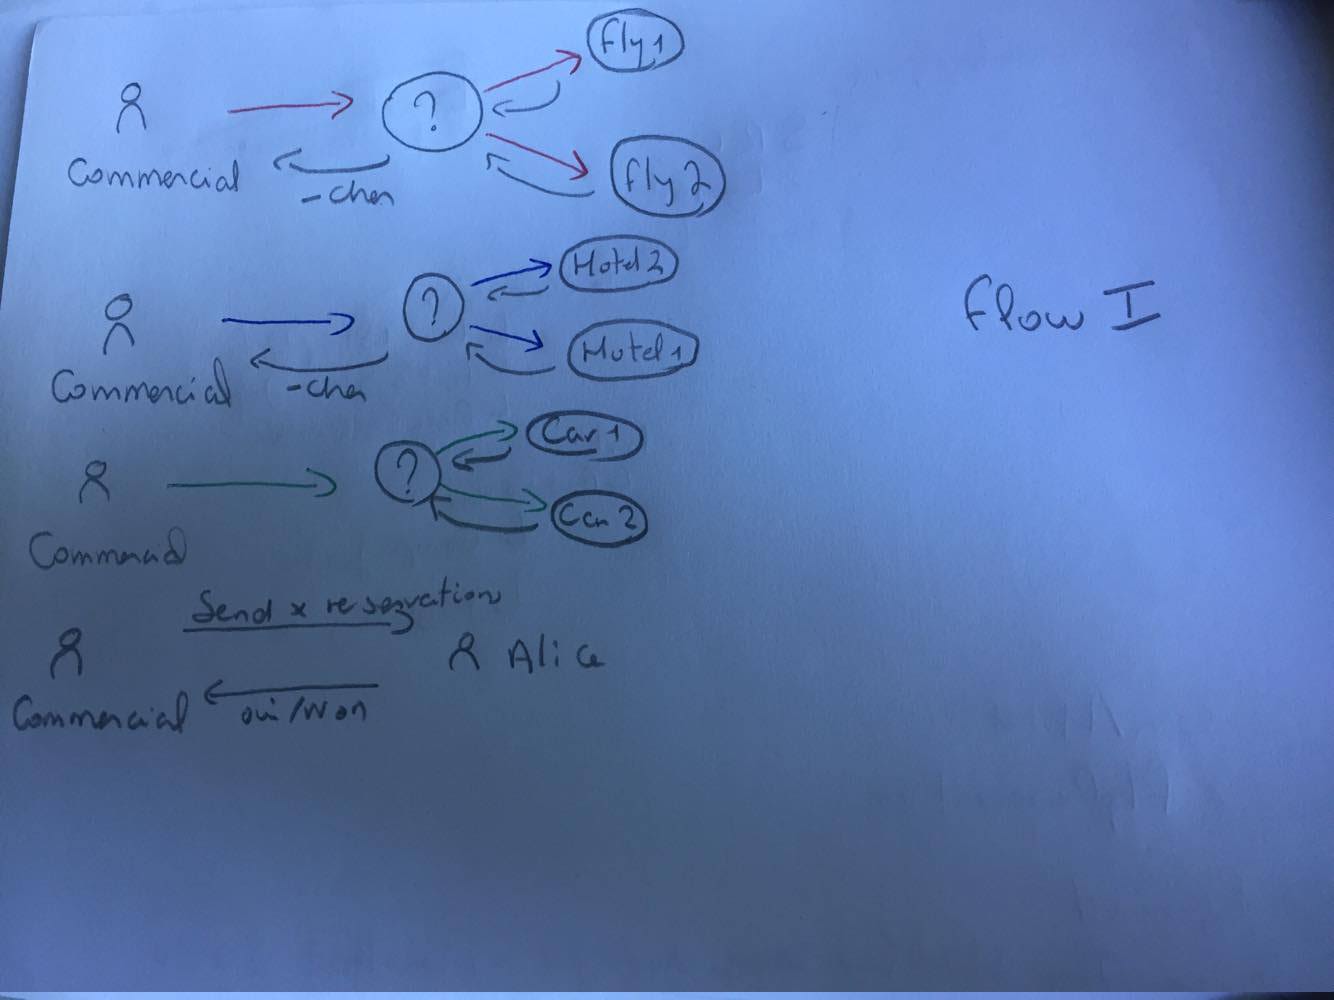 Fly 1
?
Commercial
- cher
Fly 2
Hotel 2
?
Hotel 1
Commercial
- cher
Car 1
?
Car 2
Commercial
Send x reservation
Alice
Commercial
oui/Non
Flow I